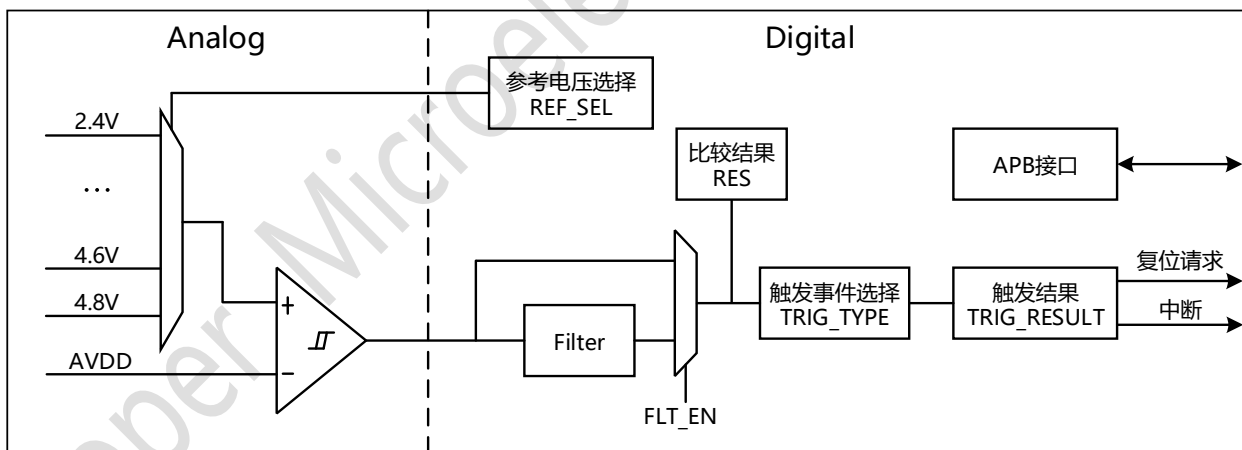 Analog
Digital
参考电压选择
REF_SEL
2.4V
比较结果
RES
APB接口
...
4.6V
4.8V
AVDD
+
−
Filter
触发事件选择
TRIG_TYPE
触发结果
TRIG_RESULT
复位请求
中断
FLT_EN
oper Microele